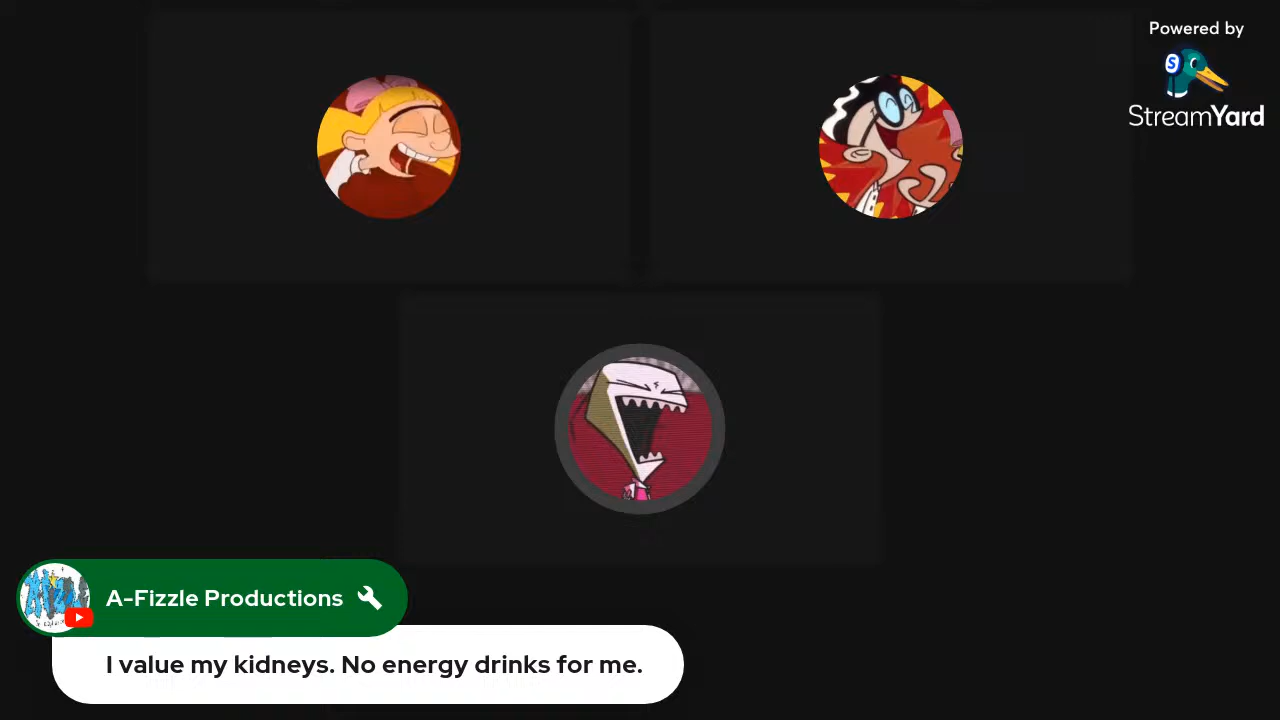 Powered by
StreamYard
A-Fizzle Productions
I value my kidneys. No energy drinks for me.